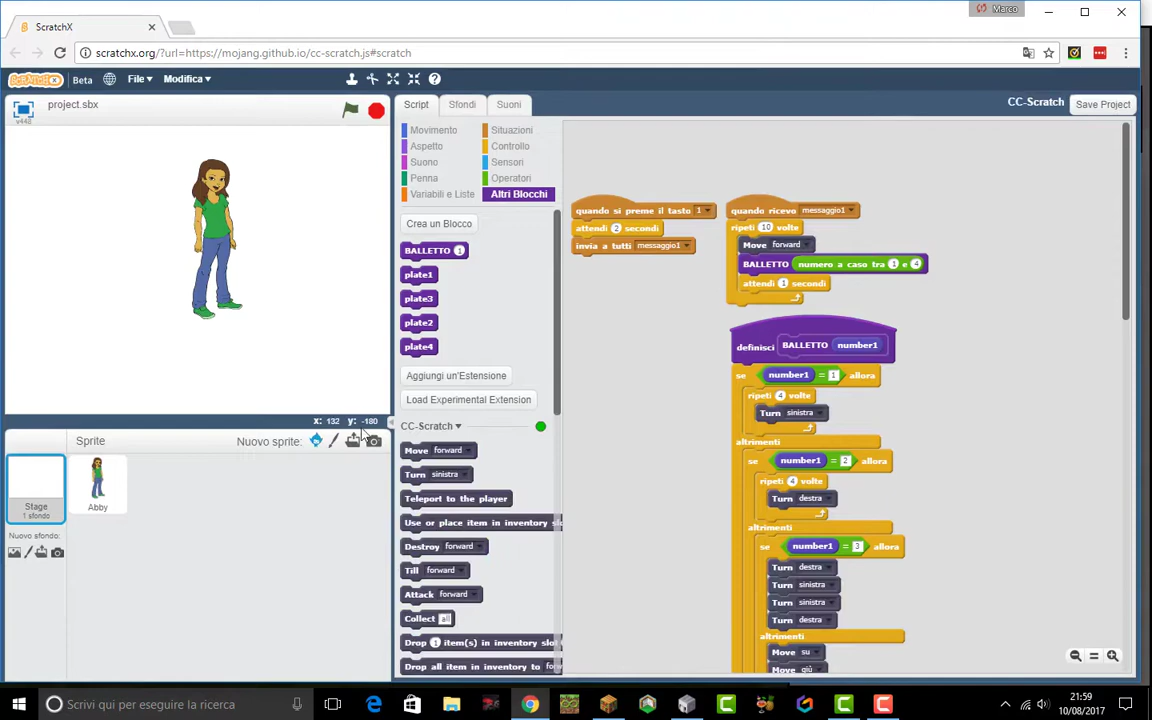 Marco
ScratchX
scratchx.org/?url=https://mojang.github.io/cc-scratch.js#scratch
Beta File Modifica
project.sbx
v448
Script Sfondi Suoni
CC-Scratch
Save Project
Movimento Situazioni
Aspetto Controllo
Suono Sensori
Penna Operatori
Variabili e Liste Altri Blocchi
Crea un Blocco
BALLETTO 1
plate1
plate3
plate2
plate4
Aggiungi un'Estensione
Load Experimental Extension
CC-Scratch
Move forward
Turn sinistra
Teleport to the player
Use or place item in inventory slo
Destroy forward
Till forward
Attack forward
Collect all
Drop 1 item(s) in inventory slot
Drop all item in inventory to forw
quando si preme il tasto 1
attendi 2 secondi
invia a tutti messaggio1
quando ricevo messaggio1
ripeti 10 volte
Move forward
BALLETTO numero a caso tra 1 e 4
attendi 1 secondi
definisci BALLETTO number1
se number1 = 1 allora
ripeti 4 volte
Turn sinistra
altrimenti
se number1 = 2 allora
ripeti 4 volte
Turn destra
altrimenti
se number1 = 3 allora
Turn destra
Turn sinistra
Turn sinistra
Turn destra
altrimenti
Move su
Move giù
x: 132 y: -180
Sprite
Nuovo sprite:
Stage
1 sfondo
Abby
Nuovo sfondo:
Scrivi qui per eseguire la ricerca
21:59
10/08/2017